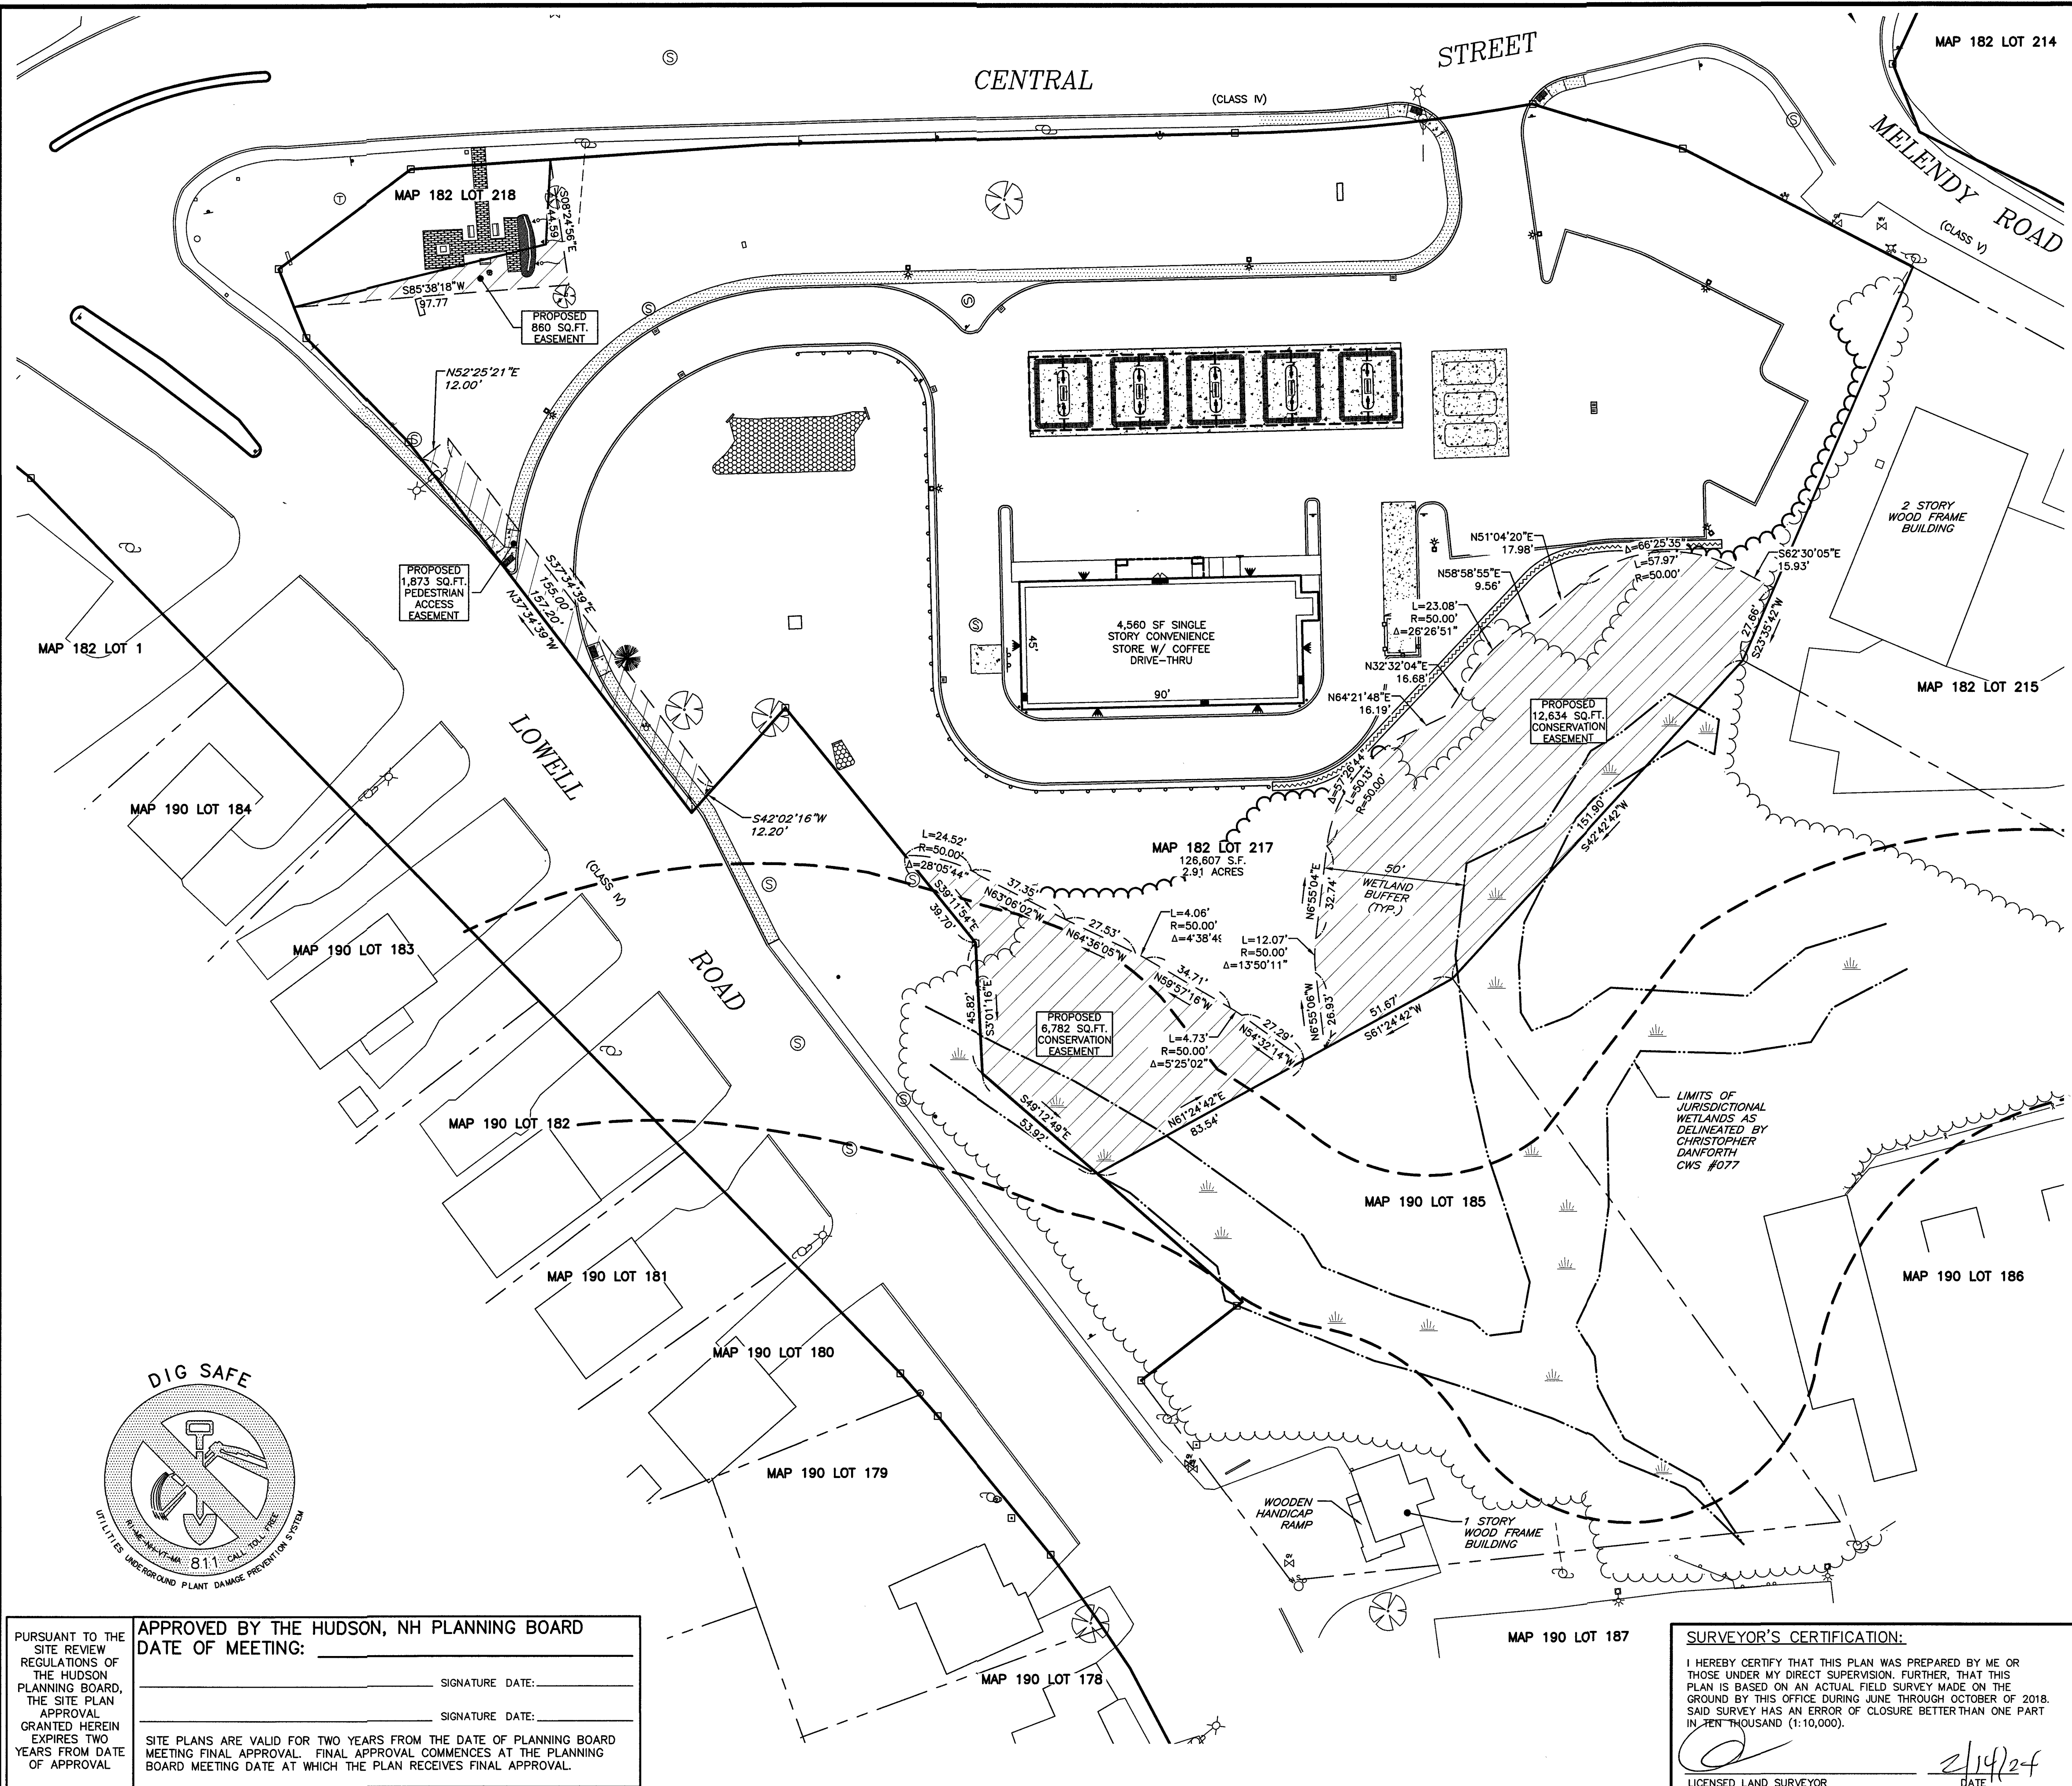 MAP 182 LOT 214
CENTRAL
STREET
(CLASS IV)
MELENDY ROAD
(CLASS V)
MAP 182 LOT 218
S08°24'56"E
44.59
S85°38'18"W
97.77
PROPOSED
860 SQ.FT.
EASEMENT
N52°25'21"E
12.00'
2 STORY
WOOD FRAME
BUILDING
N51°04'20"E
17.98'
Δ=66°25'35"
L=57.97'
R=50.00'
S62°30'05"E
15.93'
N58°58'55"E
9.56'
27.66'
S23°35'42"W
PROPOSED
1,873 SQ.FT.
PEDESTRIAN
ACCESS
EASEMENT
S37°34'39"E
155.00'
157.20'
N37°34'39"W
L=23.08'
R=50.00'
Δ=26°26'51"
4,560 SF SINGLE
STORY CONVENIENCE
STORE W/ COFFEE
DRIVE-THRU
45'
90'
MAP 182 LOT 1
N32°32'04"E
16.68'
N64°21'48"E
16.19'
PROPOSED
12,634 SQ.FT.
CONSERVATION
EASEMENT
MAP 182 LOT 215
LOWELL
Δ=57°26'44"
L=50.13'
R=50.00'
MAP 190 LOT 184
S42°02'16"W
12.20'
151.90'
S42°42'42"W
L=24.52'
R=50.00'
Δ=28°05'44"
MAP 182 LOT 217
126,607 S.F.
2.91 ACRES
50'
WETLAND
BUFFER
(TYP.)
(CLASS IV)
S39°11'54"E
39.70'
37.35'
N63°06'02"W
N6°55'04"E
32.74'
27.53'
N64°36'05"W
L=4.06'
R=50.00'
Δ=4°38'49
L=12.07'
R=50.00'
Δ=13°50'11"
MAP 190 LOT 183
ROAD
34.71'
N59°57'16"W
45.82'
S3°01'16"E
N6°55'06"W
26.93'
51.67'
S61°24'42"W
PROPOSED
6,782 SQ.FT.
CONSERVATION
EASEMENT
27.29'
N54°32'14"W
L=4.73'
R=50.00'
Δ=5°25'02"
S49°12'49"E
53.92'
N61°24'42"E
83.54'
LIMITS OF
JURISDICTIONAL
WETLANDS AS
DELINEATED BY
CHRISTOPHER
DANFORTH
CWS #077
MAP 190 LOT 182
MAP 190 LOT 185
MAP 190 LOT 181
MAP 190 LOT 186
MAP 190 LOT 180
DIG SAFE
RI-ME-NH-VT-MA 811 CALL TOLL FREE
UTILITIES UNDERGROUND PLANT DAMAGE PREVENTION SYSTEM
MAP 190 LOT 179
WOODEN
HANDICAP
RAMP
1 STORY
WOOD FRAME
BUILDING
MAP 190 LOT 187
MAP 190 LOT 178
PURSUANT TO THE
SITE REVIEW
REGULATIONS OF
THE HUDSON
PLANNING BOARD,
THE SITE PLAN
APPROVAL
GRANTED HEREIN
EXPIRES TWO
YEARS FROM DATE
OF APPROVAL
APPROVED BY THE HUDSON, NH PLANNING BOARD
DATE OF MEETING:
SIGNATURE DATE:
SIGNATURE DATE:
SITE PLANS ARE VALID FOR TWO YEARS FROM THE DATE OF PLANNING BOARD
MEETING FINAL APPROVAL. FINAL APPROVAL COMMENCES AT THE PLANNING
BOARD MEETING DATE AT WHICH THE PLAN RECEIVES FINAL APPROVAL.
SURVEYOR'S CERTIFICATION:
I HEREBY CERTIFY THAT THIS PLAN WAS PREPARED BY ME OR
THOSE UNDER MY DIRECT SUPERVISION. FURTHER, THAT THIS
PLAN IS BASED ON AN ACTUAL FIELD SURVEY MADE ON THE
GROUND BY THIS OFFICE DURING JUNE THROUGH OCTOBER OF 2018.
SAID SURVEY HAS AN ERROR OF CLOSURE BETTER THAN ONE PART
IN TEN THOUSAND (1:10,000).
2/14/24
LICENSED LAND SURVEYOR DATE